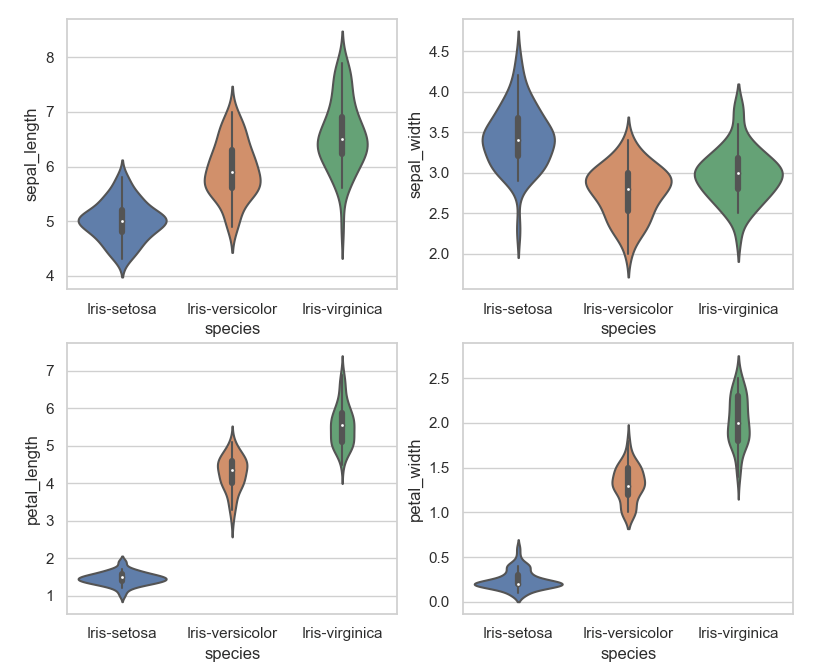 sepal_length
8
7
6
5
4
Iris-setosa Iris-versicolor Iris-virginica
species
sepal_width
4.5
4.0
3.5
3.0
2.5
2.0
Iris-setosa Iris-versicolor Iris-virginica
species
petal_length
7
6
5
4
3
2
1
Iris-setosa Iris-versicolor Iris-virginica
species
petal_width
2.5
2.0
1.5
1.0
0.5
0.0
Iris-setosa Iris-versicolor Iris-virginica
species